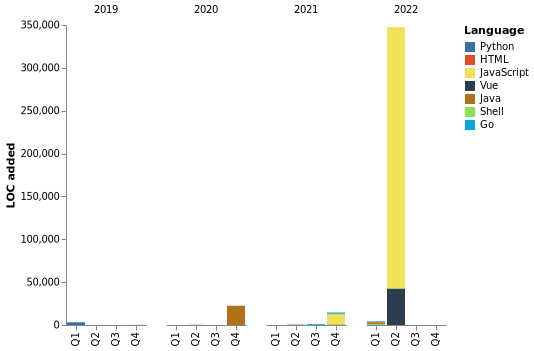 2019 2020 2021 2022
Language
Python
HTML
JavaScript
Vue
Java
Shell
Go
LOC added
350,000
300,000
250,000
200,000
150,000
100,000
50,000
0
Q1 Q2 Q3 Q4 Q1 Q2 Q3 Q4 Q1 Q2 Q3 Q4 Q1 Q2 Q3 Q4